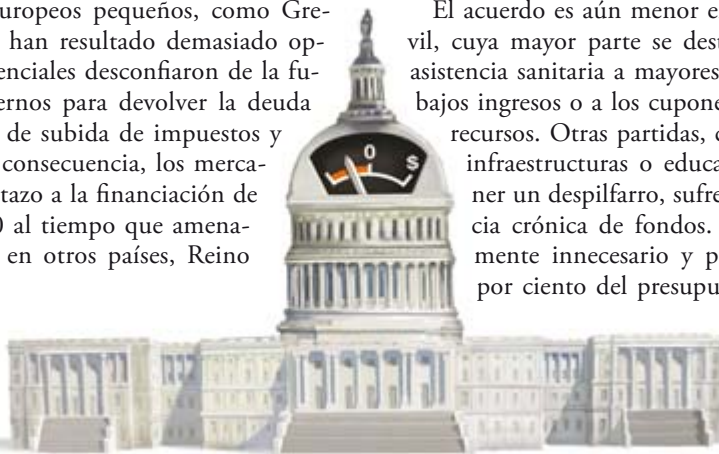 uropeos pequeños, como Gre-
han resultado demasiado op-
enciales desconfiaron de la fu-
ernos para devolver la deuda
de subida de impuestos y
consecuencia, los merca-
tazo a la financiación de
0 al tiempo que amena-
en otros países, Reino
0
$
El acuerdo es aún menor e
vil, cuya mayor parte se dest
asistencia sanitaria a mayores
bajos ingresos o a los cupone
recursos. Otras partidas, c
infraestructuras o educa
ner un despilfarro, sufre
cia crónica de fondos.
mente innecesario y p
por ciento del presupu